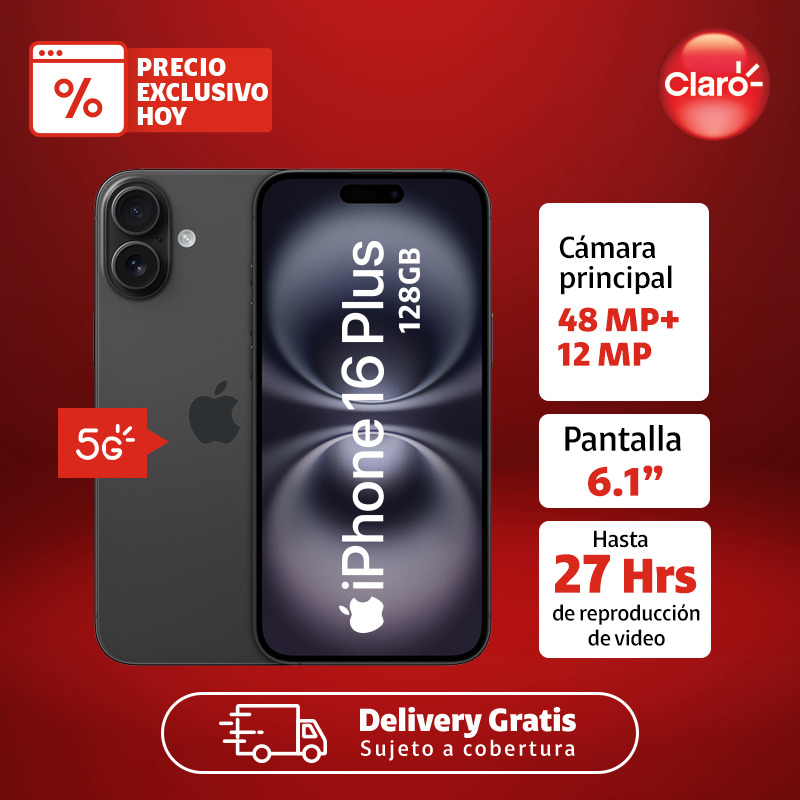 %
PRECIO
EXCLUSIVO
HOY
Claro
iPhone 16 Plus
128GB
5G
Cámara
principal
48 MP+
12 MP
Pantalla
6.1”
Hasta
27 Hrs
de reproducción
de video
Delivery Gratis
Sujeto a cobertura